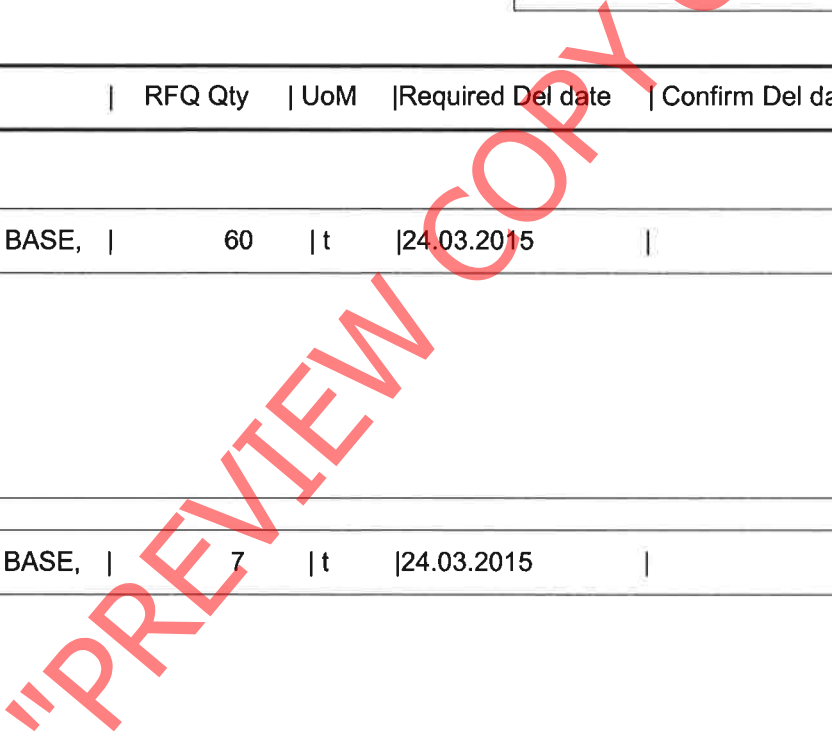 | RFQ Qty | UoM |Required Del date | Confirm Del
BASE, | 60 | t |24.03.2015 |
BASE, | 7 | t |24.03.2015 |
"PREVIEW COPY